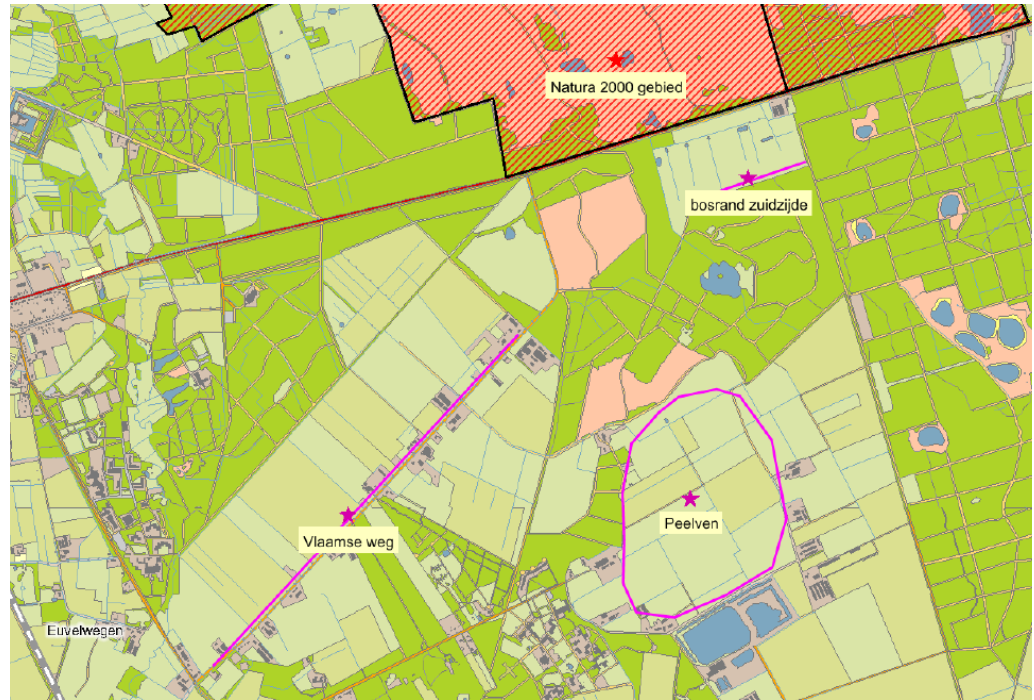 Natura 2000 gebied
bosrand zuidzijde
Peelven
Vlaamse weg
Euvelwegen